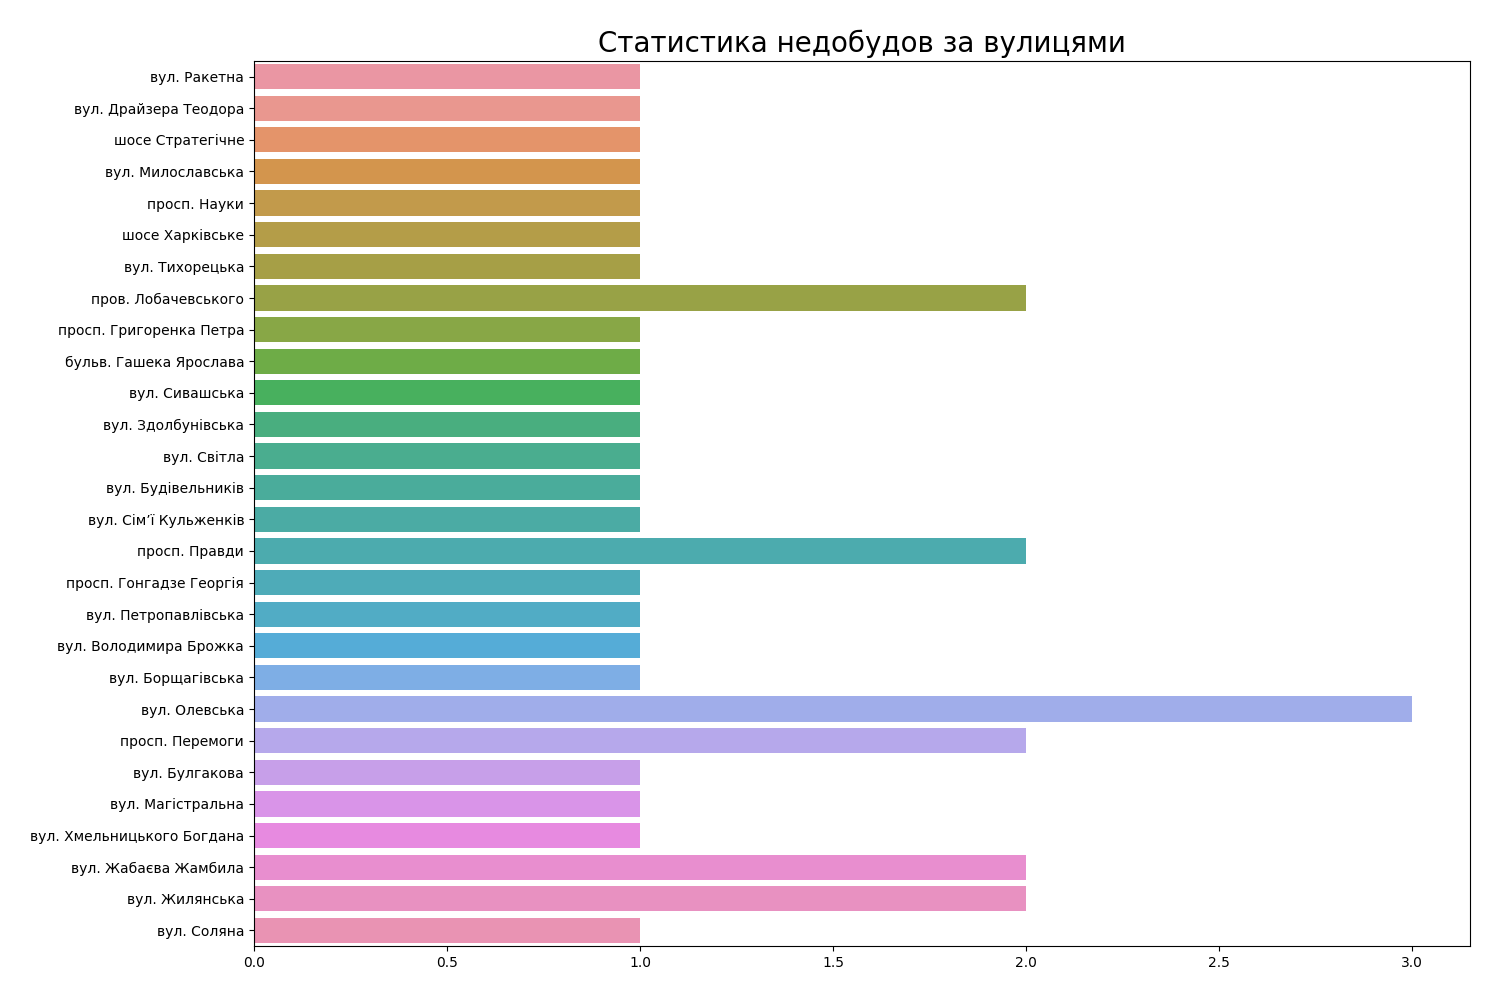 Статистика недобудов за вулицями
вул. Ракетна
вул. Драйзера Теодора
шосе Стратегічне
вул. Милославська
просп. Науки
шосе Харківське
вул. Тихорецька
пров. Лобачевського
просп. Григоренка Петра
бульв. Гашека Ярослава
вул. Сивашська
вул. Здолбунівська
вул. Світла
вул. Будівельників
вул. Сім’ї Кульженків
просп. Правди
просп. Гонгадзе Георгія
вул. Петропавлівська
вул. Володимира Брожка
вул. Борщагівська
вул. Олевська
просп. Перемоги
вул. Булгакова
вул. Магістральна
вул. Хмельницького Богдана
вул. Жабаєва Жамбила
вул. Жилянська
вул. Соляна
0.0 0.5 1.0 1.5 2.0 2.5 3.0